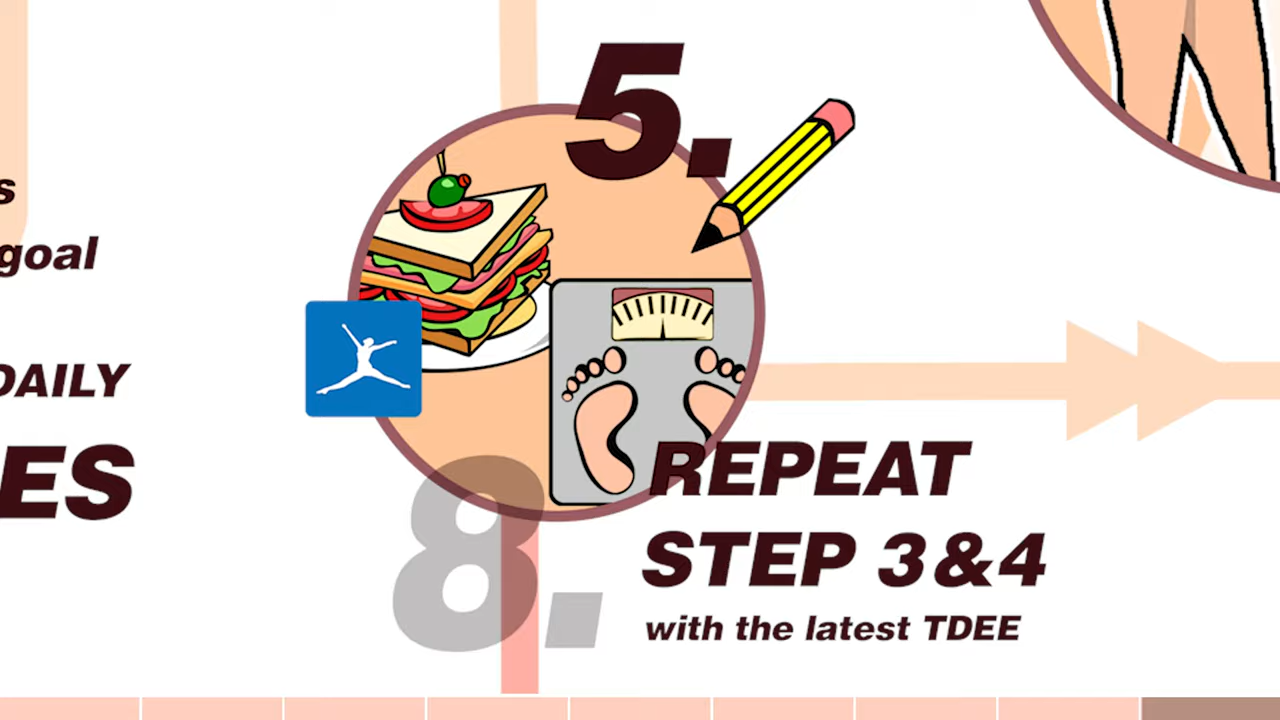 5.
s
goal
DAILY
ES
REPEAT
STEP 3&4
with the latest TDEE
8.